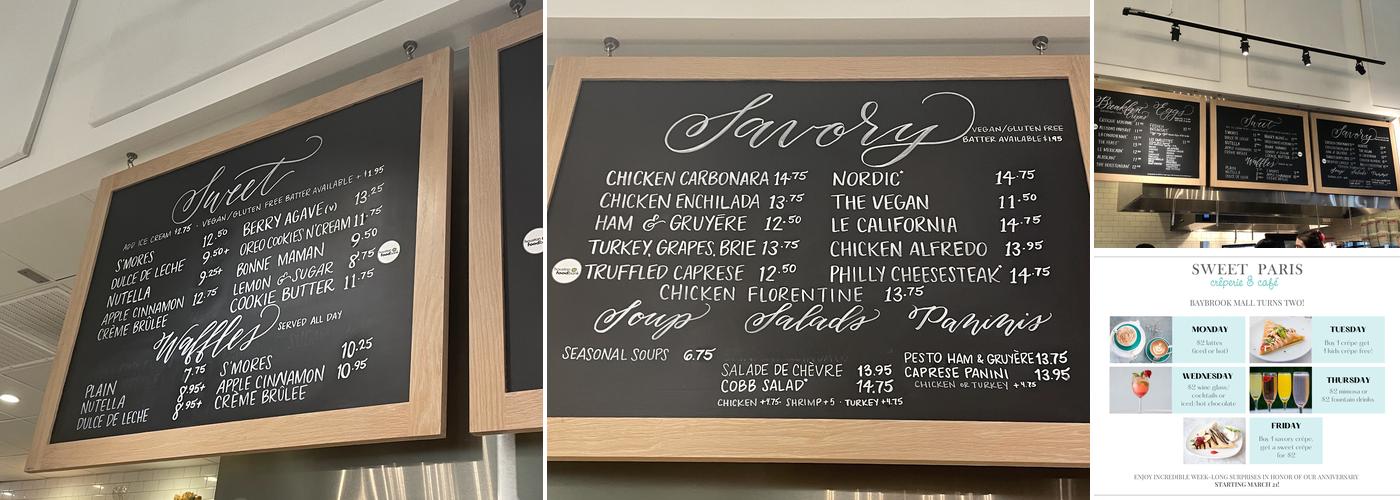 Sweet
ADD ICE CREAM $2.75 · VEGAN/GLUTEN FREE BATTER AVAILABLE + $1.95
S'MORES 12.50
DULCE DE LECHE 9.50+
NUTELLA 9.25+
APPLE CINNAMON 12.75
CRÈME BRÛLÉE
BERRY AGAVE (V) 13.25
OREO COOKIES N'CREAM 11.75
BONNE MAMAN 9.50
LEMON & SUGAR 8.75
COOKIE BUTTER 11.75
Waffles SERVED ALL DAY
PLAIN 7.75
NUTELLA 8.95+
DULCE DE LECHE 8.95+
S'MORES 10.25
APPLE CINNAMON 10.95
CRÈME BRÛLÉE
Savory
VEGAN/GLUTEN FREE
BATTER AVAILABLE $1.95
CHICKEN CARBONARA 14.75
CHICKEN ENCHILADA 13.75
HAM & GRUYÈRE 12.50
TURKEY, GRAPES, BRIE 13.75
TRUFFLED CAPRESE 12.50
NORDIC* 14.75
THE VEGAN 11.50
LE CALIFORNIA 14.75
CHICKEN ALFREDO 13.95
PHILLY CHEESESTEAK* 14.75
CHICKEN FLORENTINE 13.75
Soup
SEASONAL SOUPS 6.75
Salads
SALADE DE CHÈVRE 13.95
COBB SALAD* 14.75
CHICKEN +4.75 · SHRIMP +5 · TURKEY +4.75
Paninis
PESTO HAM & GRUYÈRE 13.75
CAPRESE PANINI 13.95
CHICKEN OR TURKEY + 4.75
Breakfast Crêpes
Eggs
Sweet
Waffles
Savory
Soup Salads Paninis
SWEET PARIS
crêperie & café
BAYBROOK MALL TURNS TWO!
MONDAY
$2 lattes
(iced or hot)
TUESDAY
Buy 1 crêpe get
1 kids crêpe free!
WEDNESDAY
$2 wine glass/
cocktails or
iced/hot chocolate
THURSDAY
$2 mimosa or
$2 fountain drinks
FRIDAY
Buy 1 savory crêpe,
get a sweet crêpe
for $2
ENJOY INCREDIBLE WEEK-LONG SURPRISES IN HONOR OF OUR ANNIVERSARY
STARTING MARCH 21!